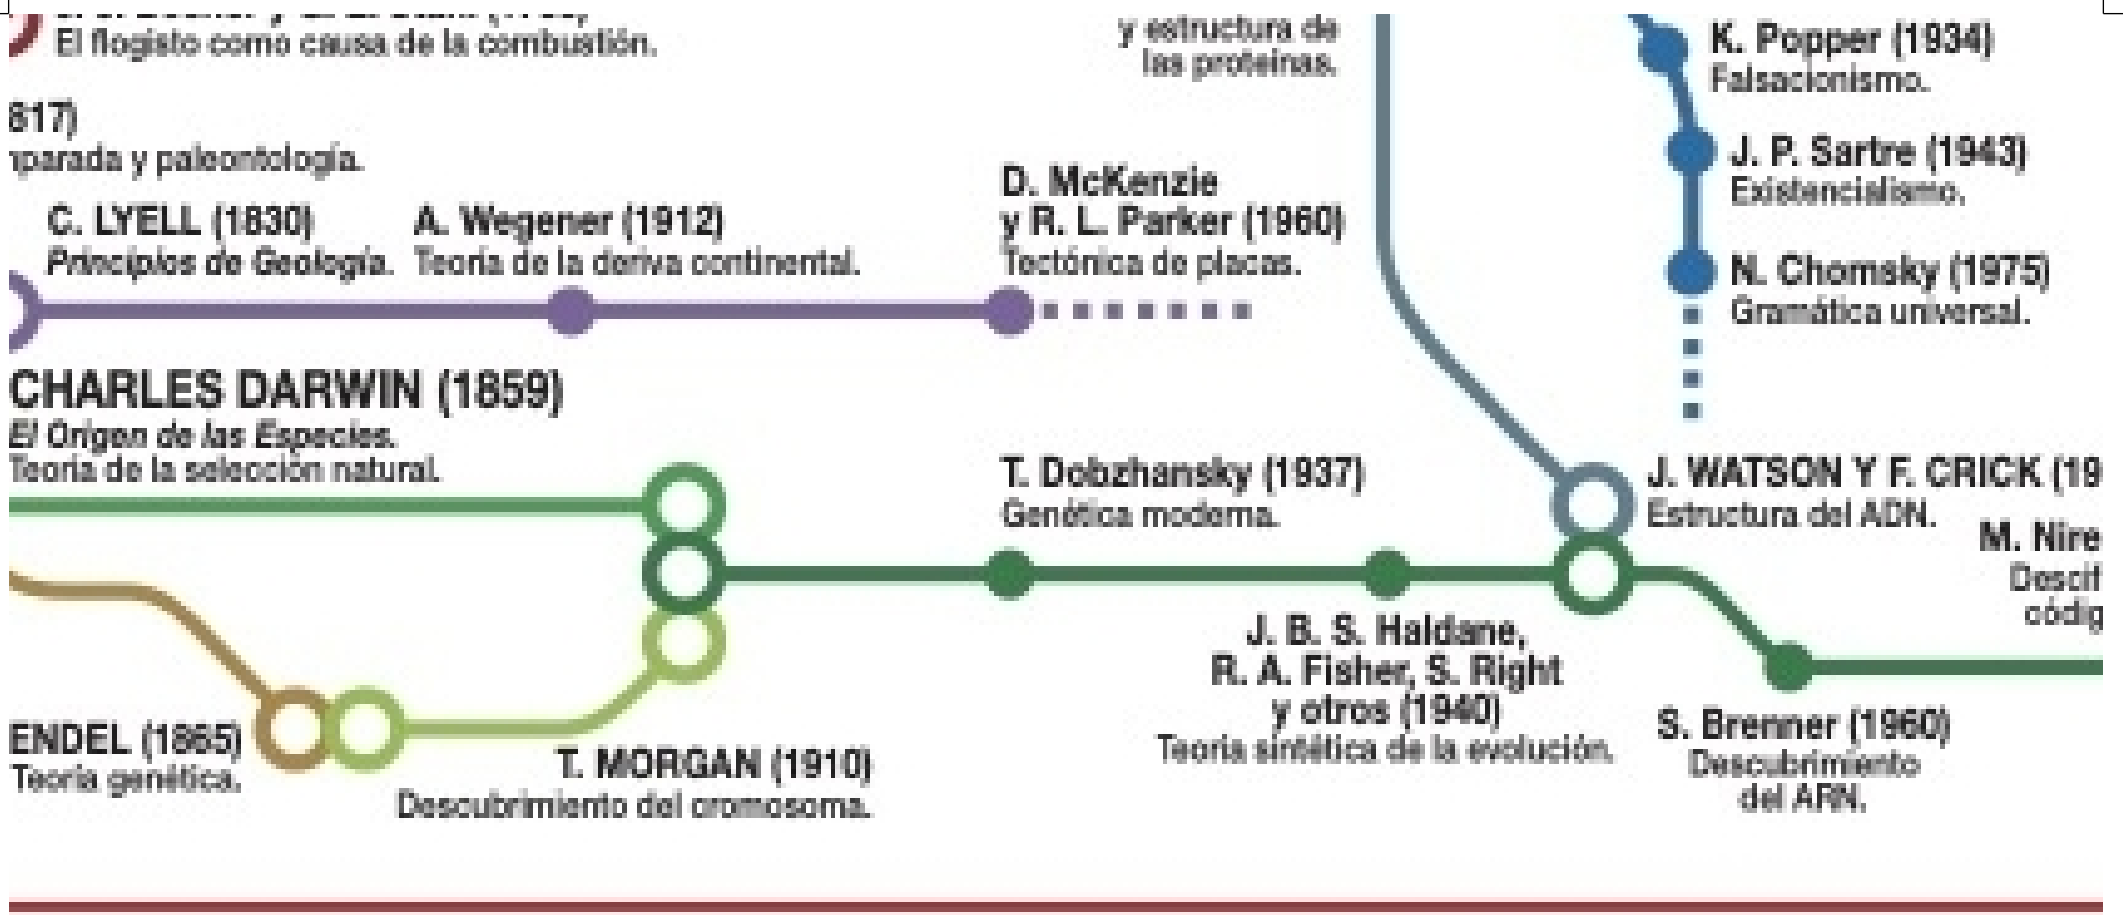 El flogisto como causa de la combustión.
y estructura de
las proteínas.
K. Popper (1934)
Falsacionismo.
817)
parada y paleontología.
J. P. Sartre (1943)
Existencialismo.
D. McKenzie
y R. L. Parker (1960)
Tectónica de placas.
C. LYELL (1830)
Principios de Geología.
A. Wegener (1912)
Teoría de la deriva continental.
N. Chomsky (1975)
Gramática universal.
CHARLES DARWIN (1859)
El Origen de las Especies.
Teoría de la selección natural.
T. Dobzhansky (1937)
Genética moderna.
J. WATSON Y F. CRICK (19
Estructura del ADN.
M. Nire
Descif
códig
J. B. S. Haldane,
R. A. Fisher, S. Right
y otros (1940)
Teoría sintética de la evolución.
ENDEL (1865)
Teoría genética.
T. MORGAN (1910)
Descubrimiento del cromosoma.
S. Brenner (1960)
Descubrimiento
del ARN.